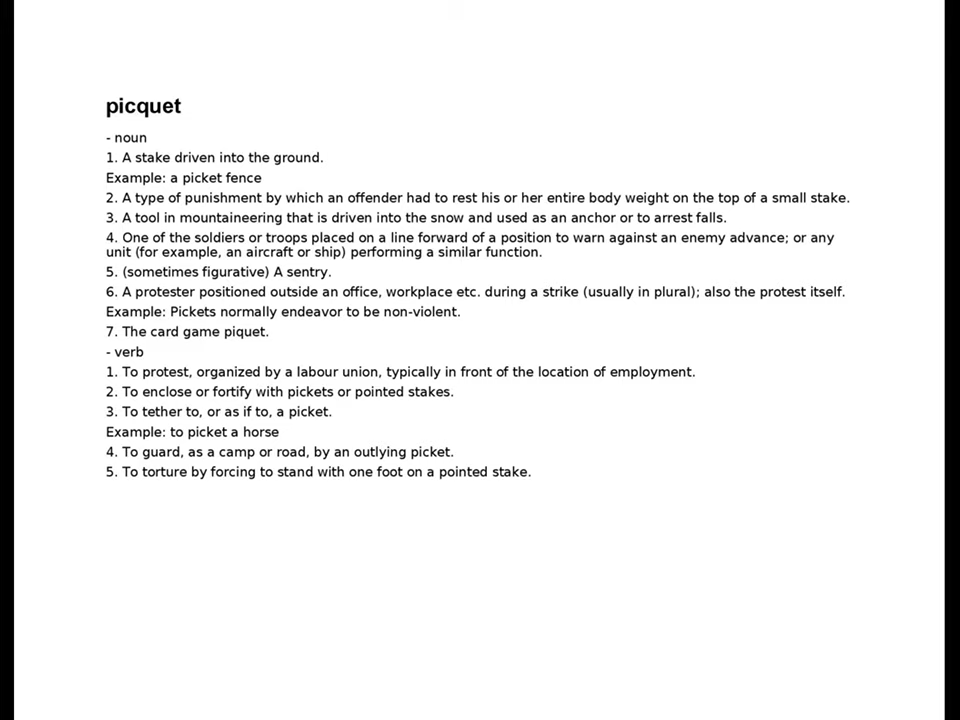 picquet
- noun
1. A stake driven into the ground.
Example: a picket fence
2. A type of punishment by which an offender had to rest his or her entire body weight on the top of a small stake.
3. A tool in mountaineering that is driven into the snow and used as an anchor or to arrest falls.
4. One of the soldiers or troops placed on a line forward of a position to warn against an enemy advance; or any
unit (for example, an aircraft or ship) performing a similar function.
5. (sometimes figurative) A sentry.
6. A protester positioned outside an office, workplace etc. during a strike (usually in plural); also the protest itself.
Example: Pickets normally endeavor to be non-violent.
7. The card game piquet.
- verb
1. To protest, organized by a labour union, typically in front of the location of employment.
2. To enclose or fortify with pickets or pointed stakes.
3. To tether to, or as if to, a picket.
Example: to picket a horse
4. To guard, as a camp or road, by an outlying picket.
5. To torture by forcing to stand with one foot on a pointed stake.